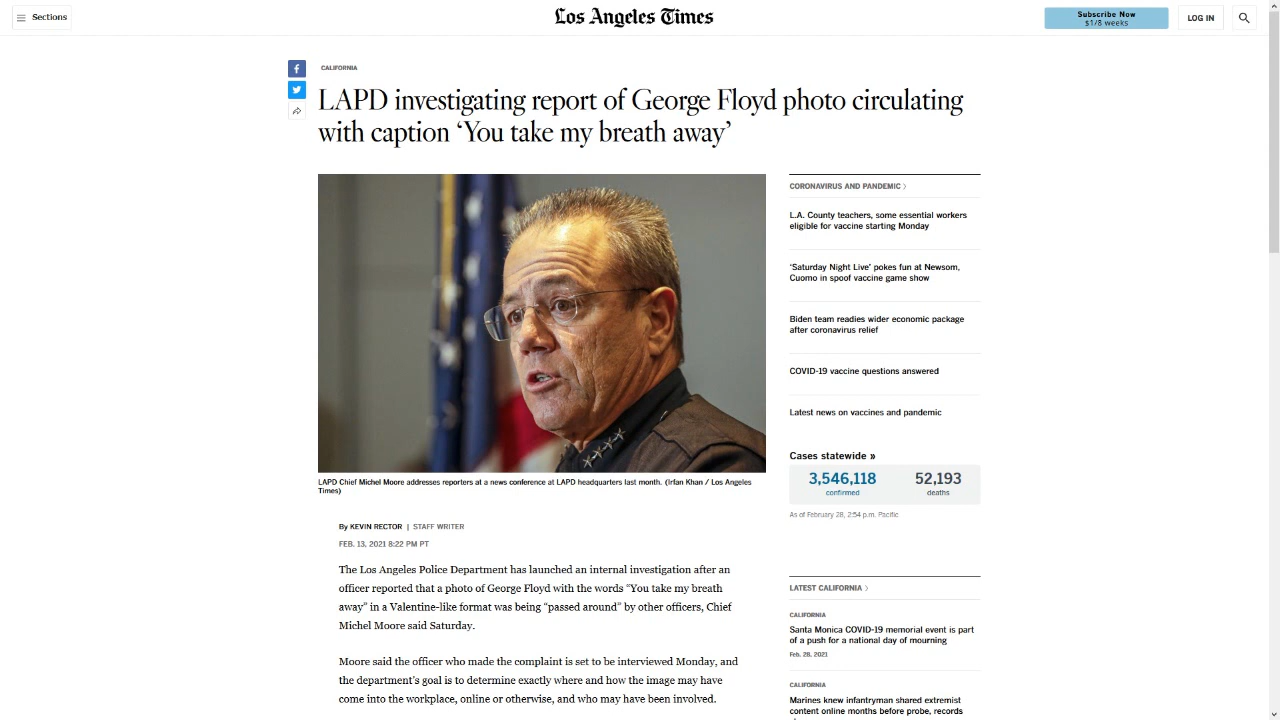 Sections
Los Angeles Times
Subscribe Now
$1/8 weeks
LOG IN
CALIFORNIA
LAPD investigating report of George Floyd photo circulating
with caption ‘You take my breath away’
LAPD Chief Michel Moore addresses reporters at a news conference at LAPD headquarters last month. (Irfan Khan / Los Angeles
Times)
By KEVIN RECTOR | STAFF WRITER
FEB. 13, 2021 8:22 PM PT
The Los Angeles Police Department has launched an internal investigation after an
officer reported that a photo of George Floyd with the words “You take my breath
away” in a Valentine-like format was being “passed around” by other officers, Chief
Michel Moore said Saturday.
Moore said the officer who made the complaint is set to be interviewed Monday, and
the department’s goal is to determine exactly where and how the image may have
come into the workplace, online or otherwise, and who may have been involved.
CORONAVIRUS AND PANDEMIC >
L.A. County teachers, some essential workers
eligible for vaccine starting Monday
‘Saturday Night Live’ pokes fun at Newsom,
Cuomo in spoof vaccine game show
Biden team readies wider economic package
after coronavirus relief
COVID-19 vaccine questions answered
Latest news on vaccines and pandemic
Cases statewide »
3,546,118 52,193
confirmed deaths
As of February 28, 2:54 p.m. Pacific
LATEST CALIFORNIA >
CALIFORNIA
Santa Monica COVID-19 memorial event is part
of a push for a national day of mourning
Feb. 28, 2021
CALIFORNIA
Marines knew infantryman shared extremist
content online months before probe, records